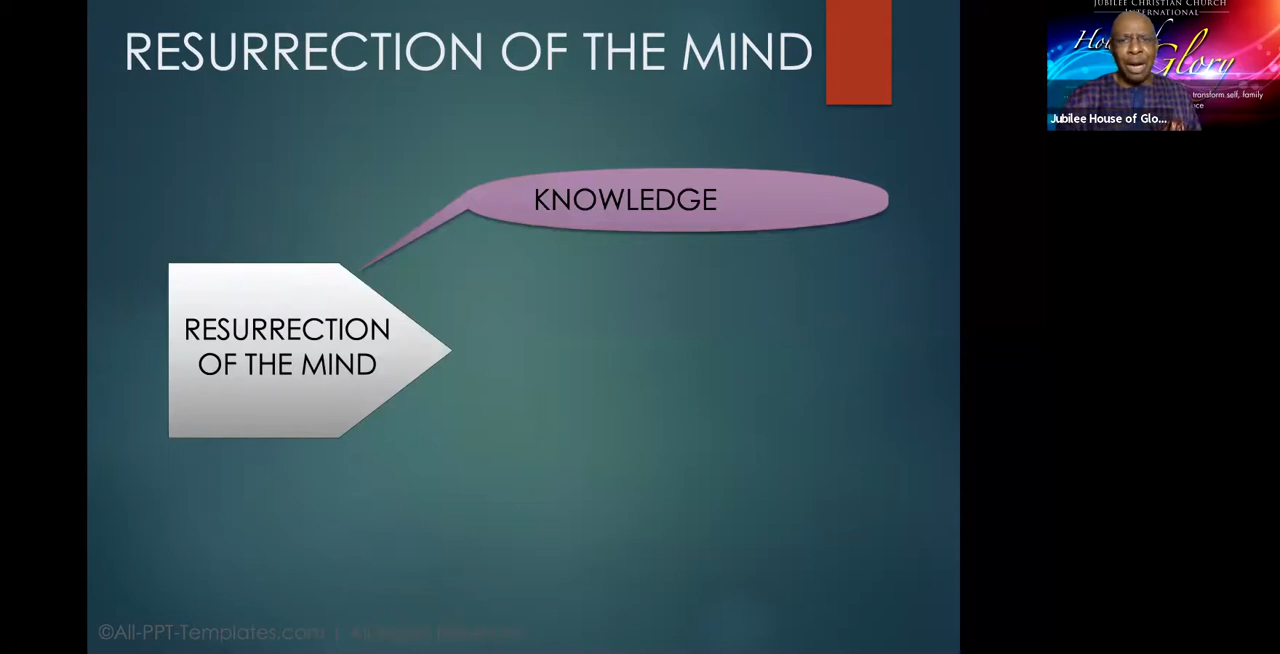 RESURRECTION OF THE MIND
KNOWLEDGE
RESURRECTION
OF THE MIND
©All-PPT-Templates.com | All
JUBILEE CHRISTIAN CHURCH
INTERNATIONAL
Glory
transform self, family
Jubilee House of Glo...